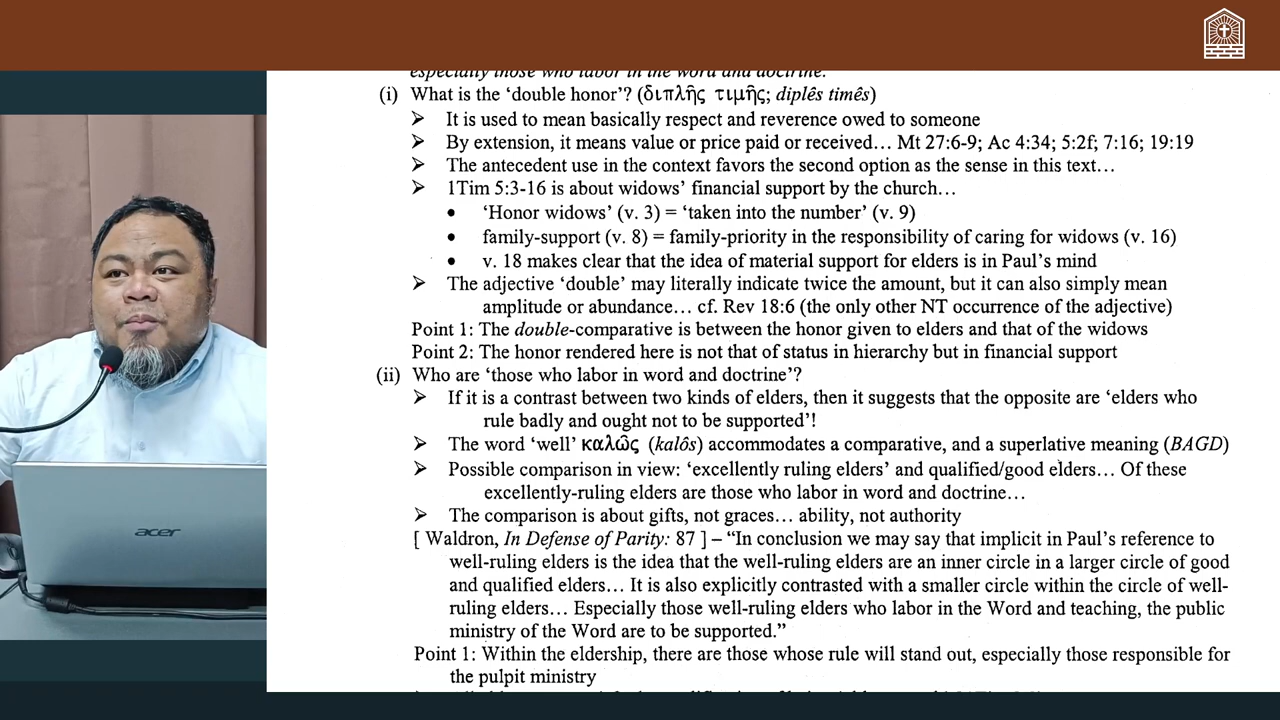 especially those who labor in the word and doctrine.
(i) What is the ‘double honor’? (διπλῆς τιμῆς; diplês timês)
➢ It is used to mean basically respect and reverence owed to someone
➢ By extension, it means value or price paid or received… Mt 27:6-9; Ac 4:34; 5:2f; 7:16; 19:19
➢ The antecedent use in the context favors the second option as the sense in this text…
➢ 1Tim 5:3-16 is about widows’ financial support by the church…
• ‘Honor widows’ (v. 3) = ‘taken into the number’ (v. 9)
• family-support (v. 8) = family-priority in the responsibility of caring for widows (v. 16)
• v. 18 makes clear that the idea of material support for elders is in Paul’s mind
➢ The adjective ‘double’ may literally indicate twice the amount, but it can also simply mean
amplitude or abundance… cf. Rev 18:6 (the only other NT occurrence of the adjective)
Point 1: The double-comparative is between the honor given to elders and that of the widows
Point 2: The honor rendered here is not that of status in hierarchy but in financial support
(ii) Who are ‘those who labor in word and doctrine’?
➢ If it is a contrast between two kinds of elders, then it suggests that the opposite are ‘elders who
rule badly and ought not to be supported’!
➢ The word ‘well’ καλῶς (kalôs) accommodates a comparative, and a superlative meaning (BAGD)
➢ Possible comparison in view: ‘excellently ruling elders’ and qualified/good elders… Of these
excellently-ruling elders are those who labor in word and doctrine…
➢ The comparison is about gifts, not graces… ability, not authority
[ Waldron, In Defense of Parity: 87 ] – “In conclusion we may say that implicit in Paul’s reference to
well-ruling elders is the idea that the well-ruling elders are an inner circle in a larger circle of good
and qualified elders… It is also explicitly contrasted with a smaller circle within the circle of well-
ruling elders… Especially those well-ruling elders who labor in the Word and teaching, the public
ministry of the Word are to be supported.”
Point 1: Within the eldership, there are those whose rule will stand out, especially those responsible for
the pulpit ministry
acer